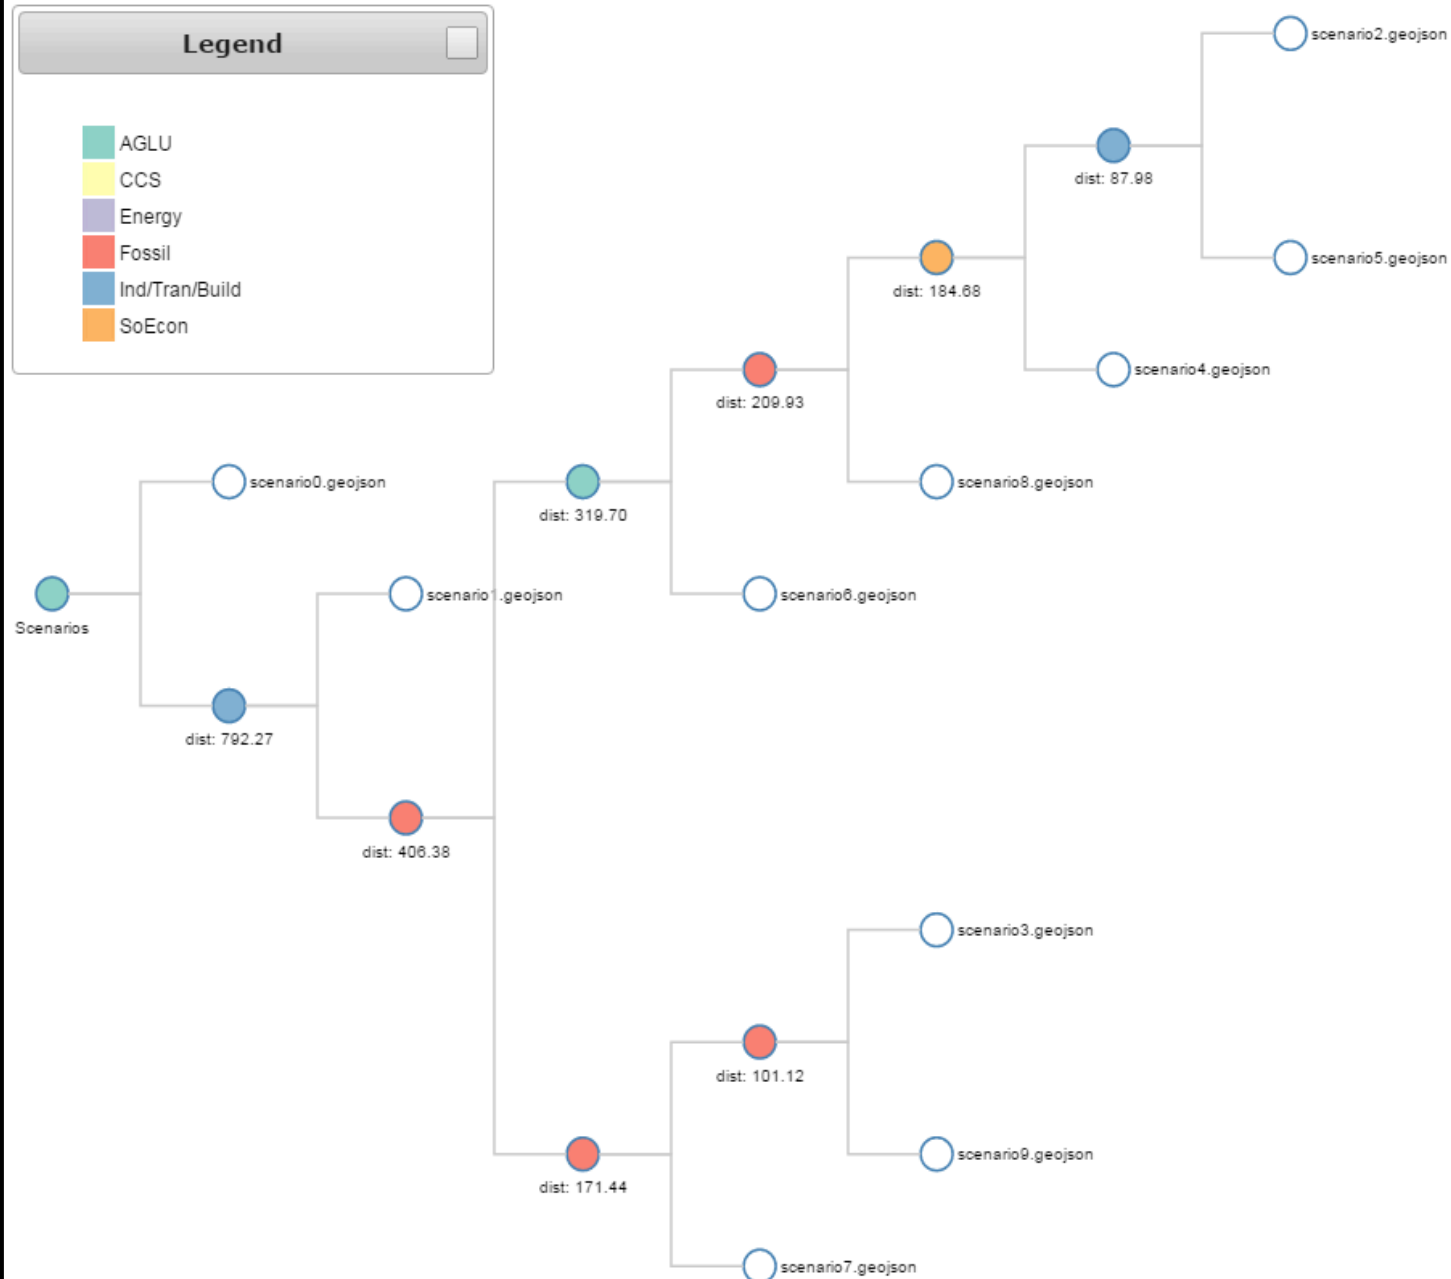 Legend
AGLU
CCS
Energy
Fossil
Ind/Tran/Build
SoEcon
scenario2.geojson
dist: 87.98
scenario5.geojson
dist: 184.68
scenario4.geojson
dist: 209.93
scenario0.geojson
dist: 319.70
scenario8.geojson
Scenarios
scenario1.geojson
scenario6.geojson
dist: 792.27
dist: 406.38
scenario3.geojson
dist: 101.12
scenario9.geojson
dist: 171.44
scenario7.geojson